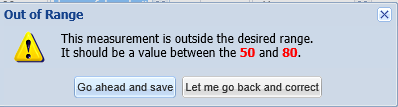 Out of Range
This measurement is outside the desired range.
It should be a value between the 50 and 80.
Go ahead and save
Let me go back and correct